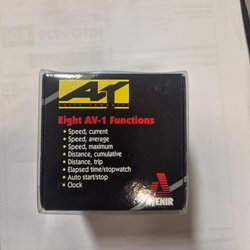 AT
Eight AV-1 Functions
• Speed, current
• Speed, average
• Speed, maximum
• Distance, cumulative
• Distance, trip
• Elapsed time/stopwatch
• Auto start/stop
• Clock
AVENIR